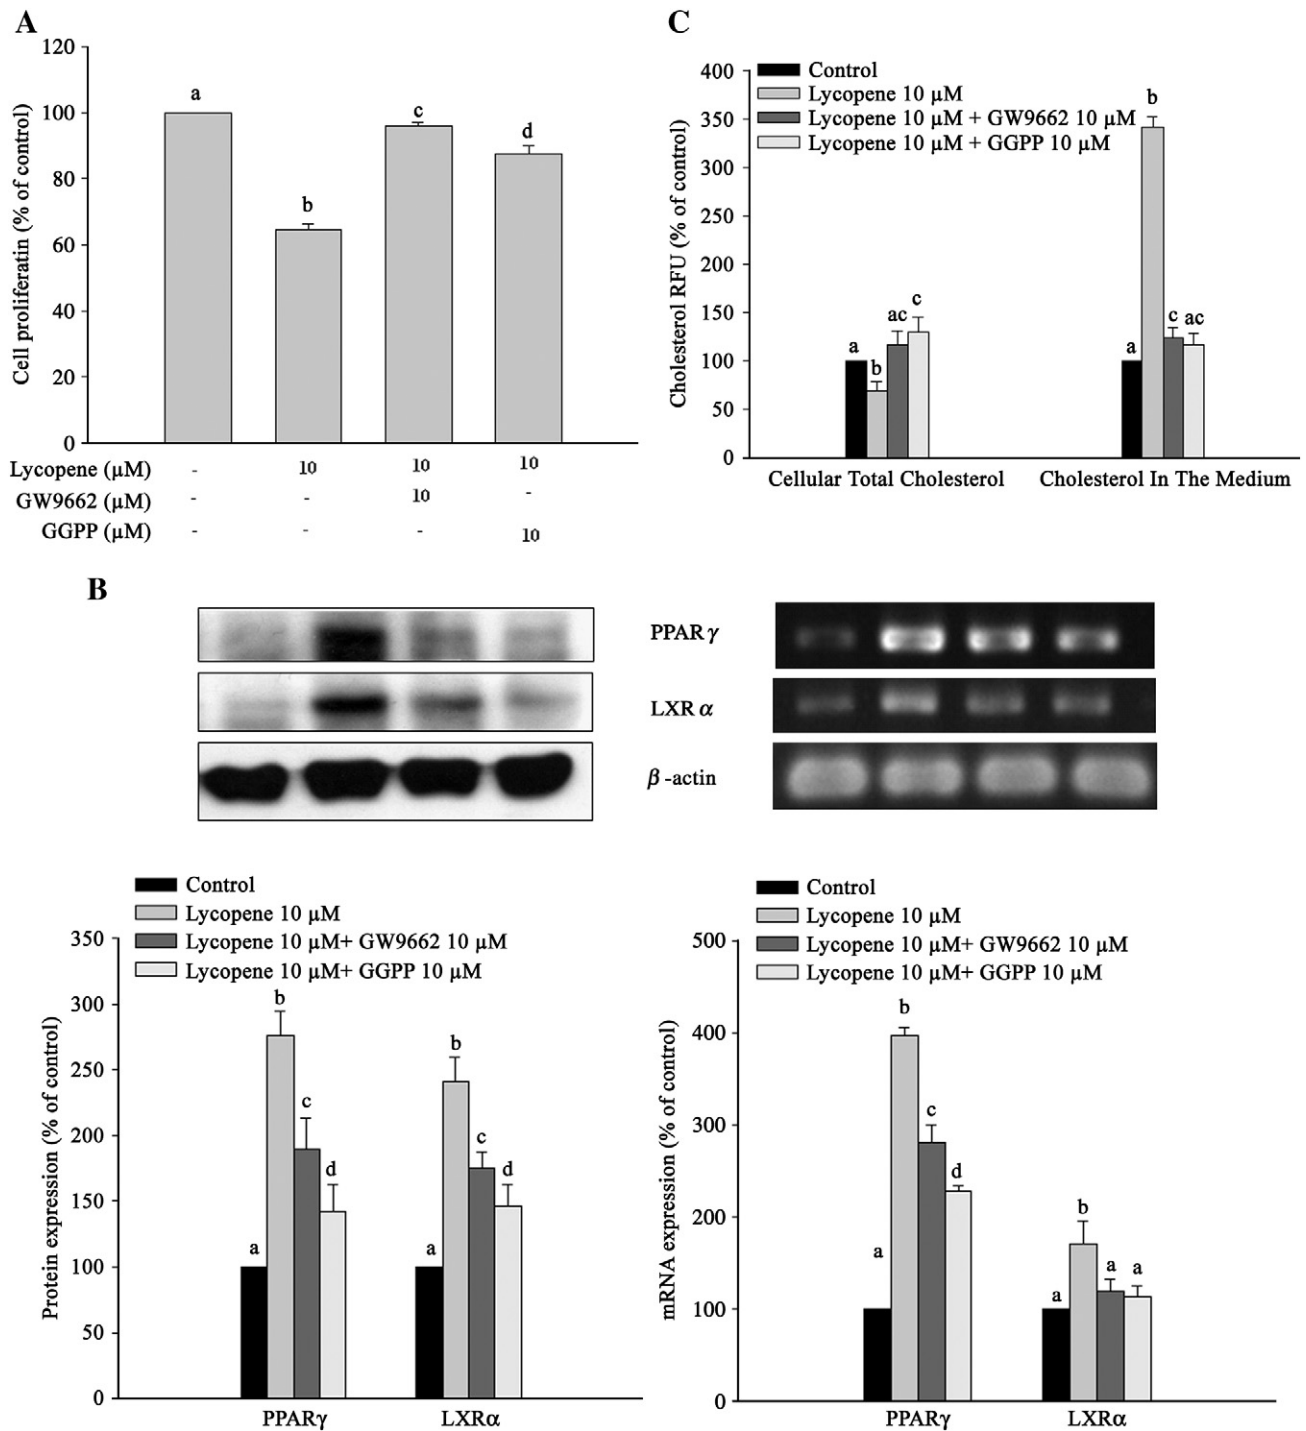 A
120
100
80
60
40
20
0
Cell proliferatin (% of control)
a
b
c
d
Lycopene (µM) - 10 10 10
GW9662 (µM) - - 10 -
GGPP (µM) - - - 10
C
400
350
300
250
200
150
100
50
0
Cholesterol RFU (% of control)
Control
Lycopene 10 µM
Lycopene 10 µM + GW9662 10 µM
Lycopene 10 µM + GGPP 10 µM
a
b
ac
c
a
b
c
ac
Cellular Total Cholesterol
Cholesterol In The Medium
B
PPARγ
LXRα
β-actin
Control
Lycopene 10 µM
Lycopene 10 µM+ GW9662 10 µM
Lycopene 10 µM+ GGPP 10 µM
350
300
250
200
150
100
50
0
Protein expression (% of control)
a
b
c
d
a
b
c
d
PPARγ
LXRα
Control
Lycopene 10 µM
Lycopene 10 µM+ GW9662 10 µM
Lycopene 10 µM+ GGPP 10 µM
500
400
300
200
100
0
mRNA expression (% of control)
a
b
c
d
a
b
a
a
PPARγ
LXRα